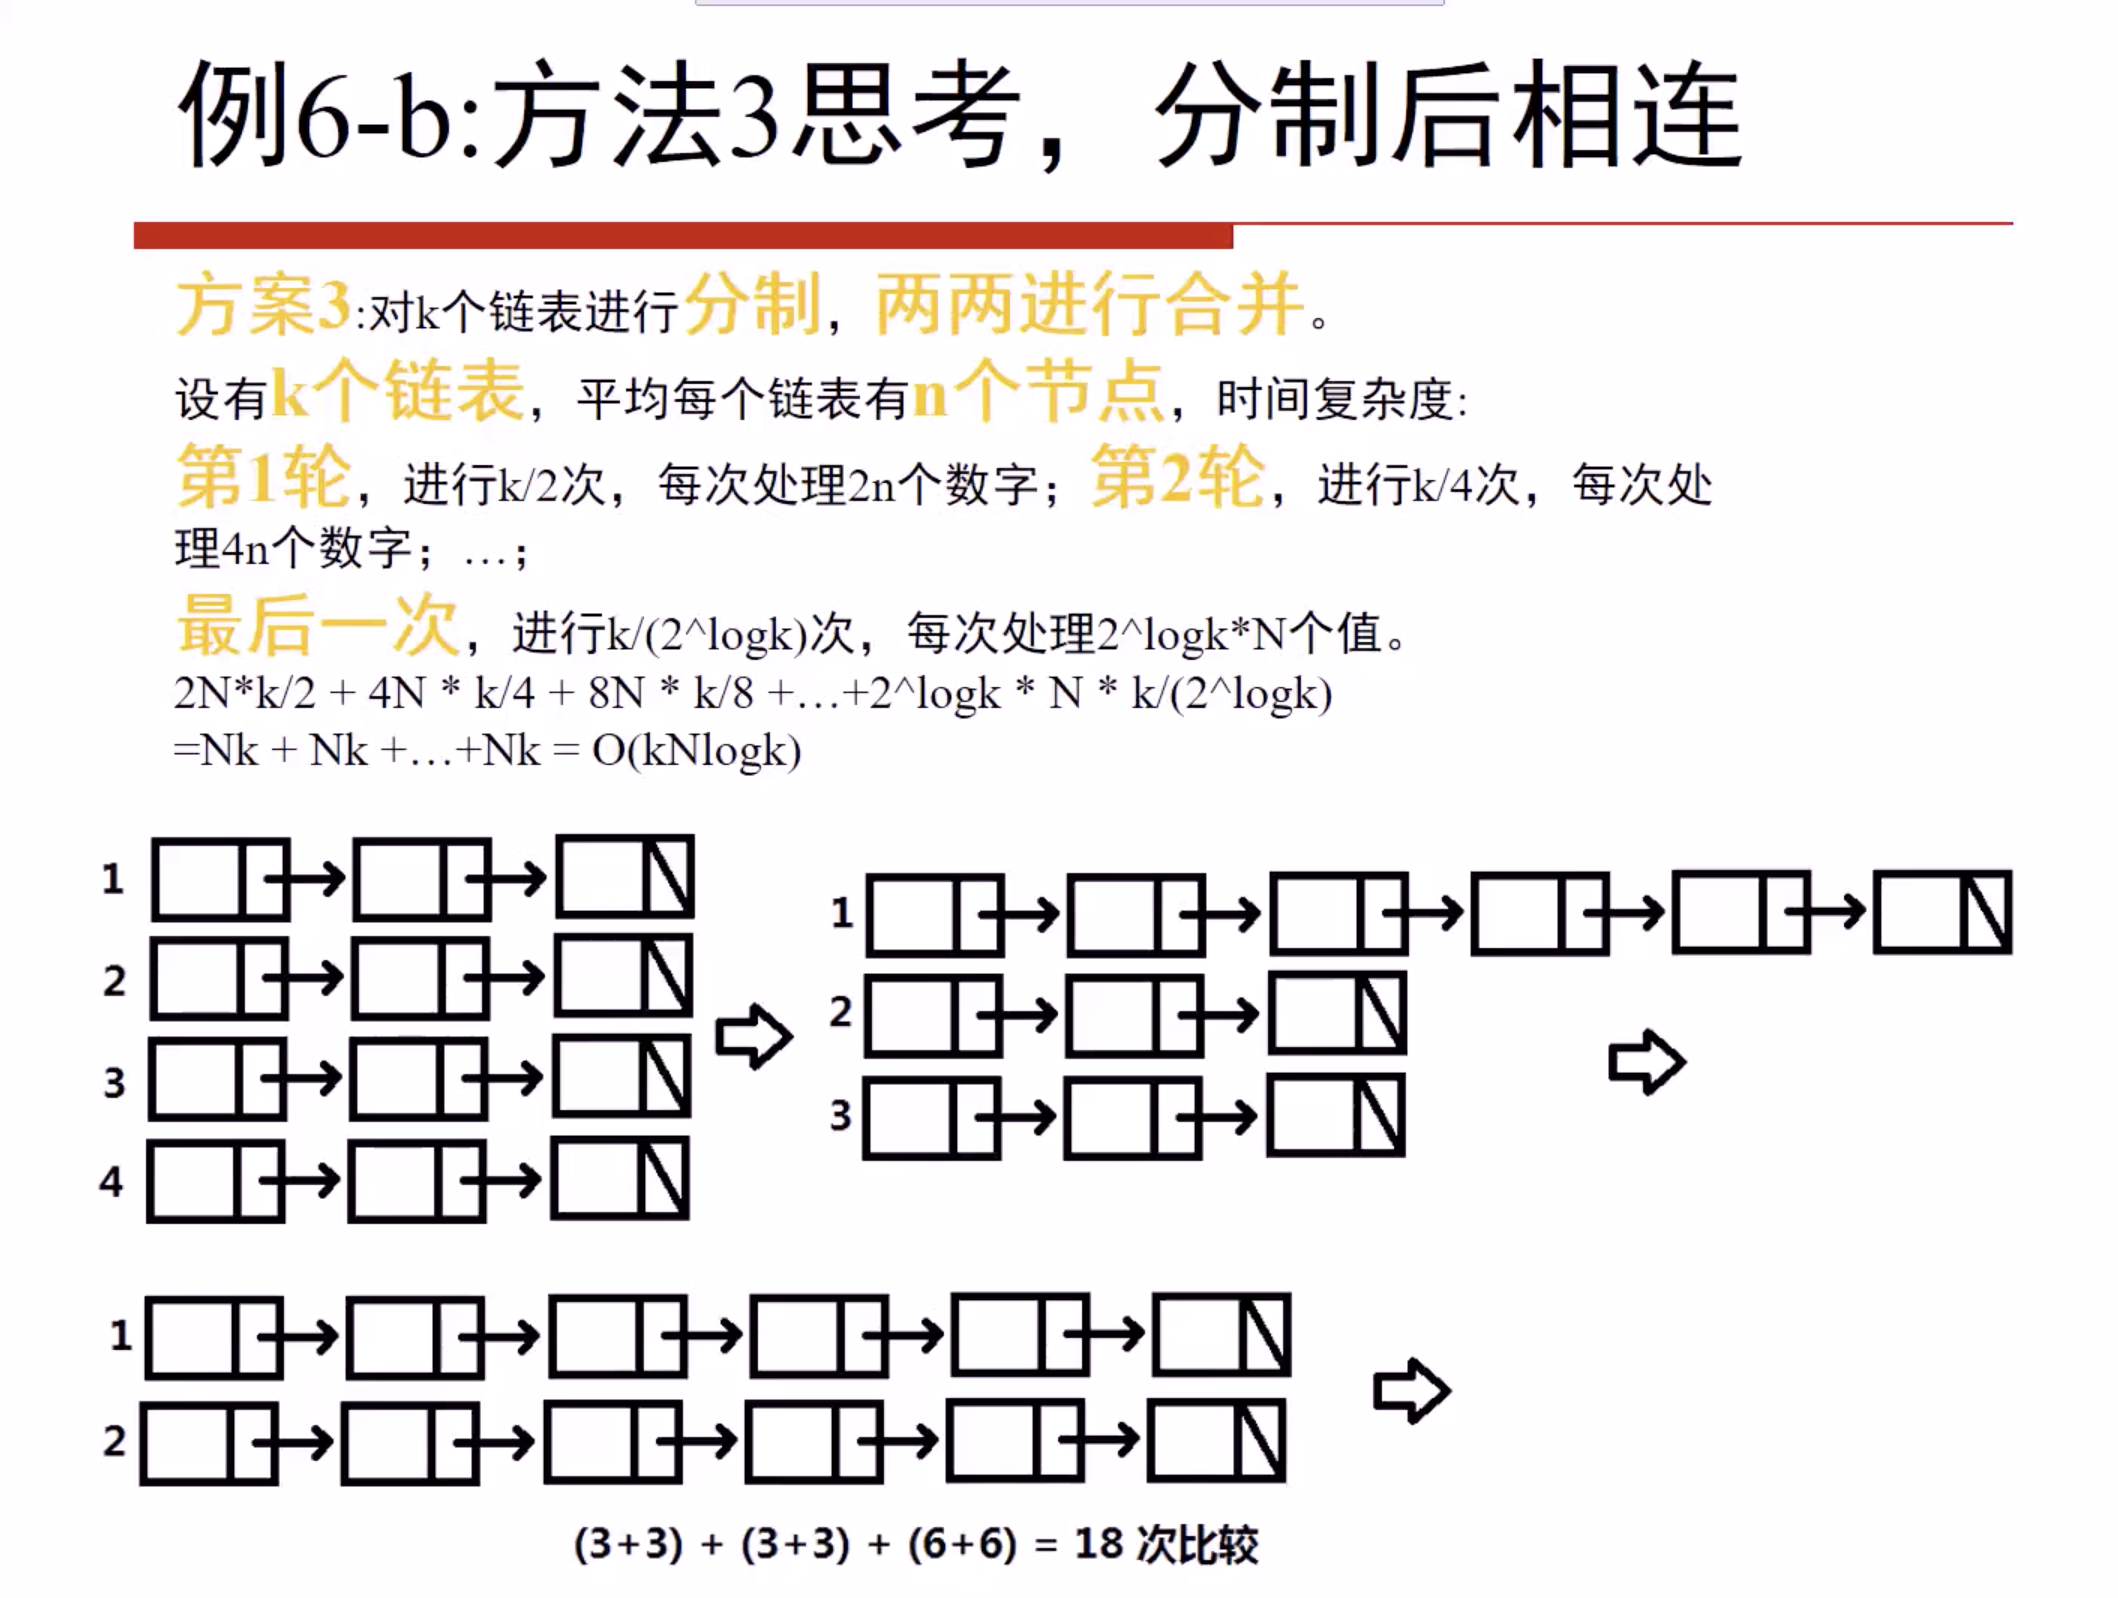 例6-b:方法3思考，分制后相连
方案3:对k个链表进行分制，两两进行合并。
设有k个链表，平均每个链表有n个节点，时间复杂度:
第1轮，进行k/2次，每次处理2n个数字；第2轮，进行k/4次，每次处
理4n个数字；…；
最后一次，进行k/(2^logk)次，每次处理2^logk*N个值。
2N*k/2 + 4N * k/4 + 8N * k/8 +…+2^logk * N * k/(2^logk)
=Nk + Nk +…+Nk = O(kNlogk)
1
2
3
4
1
2
3
1
2
(3+3) + (3+3) + (6+6) = 18 次比较